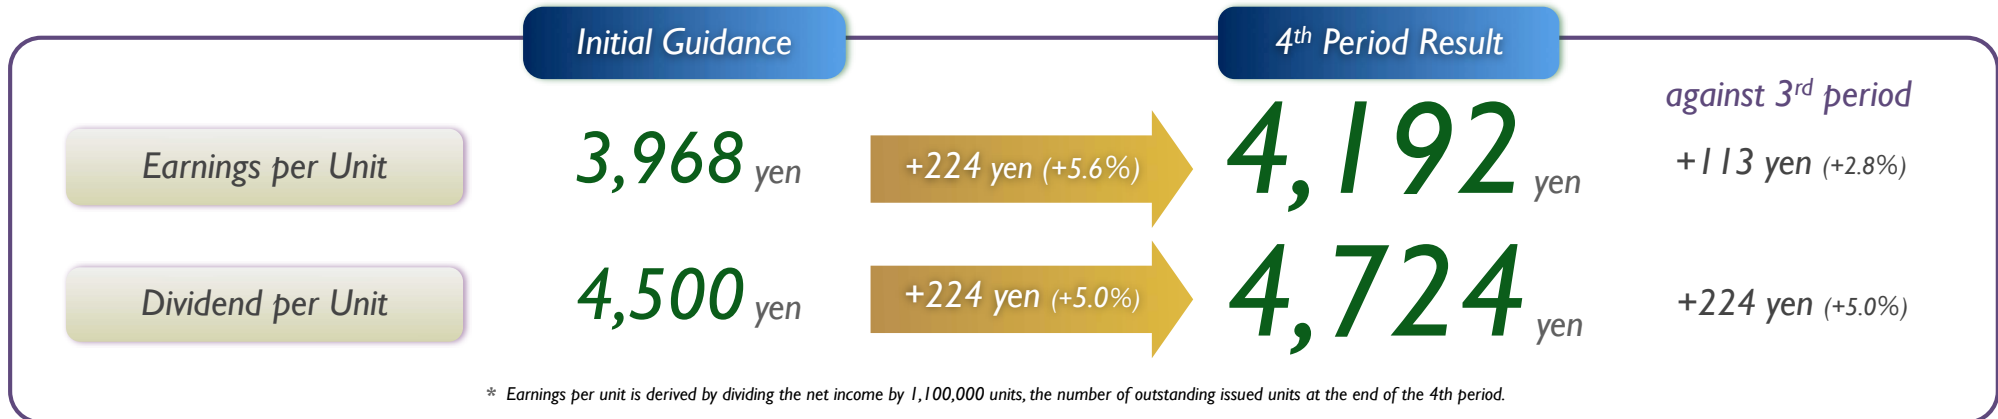 Initial Guidance
4th Period Result
against 3rd period
Earnings per Unit
3,968 yen
+224 yen (+5.6%)
4,192 yen
+113 yen (+2.8%)
Dividend per Unit
4,500 yen
+224 yen (+5.0%)
4,724 yen
+224 yen (+5.0%)
* Earnings per unit is derived by dividing the net income by 1,100,000 units, the number of outstanding issued units at the end of the 4th period.